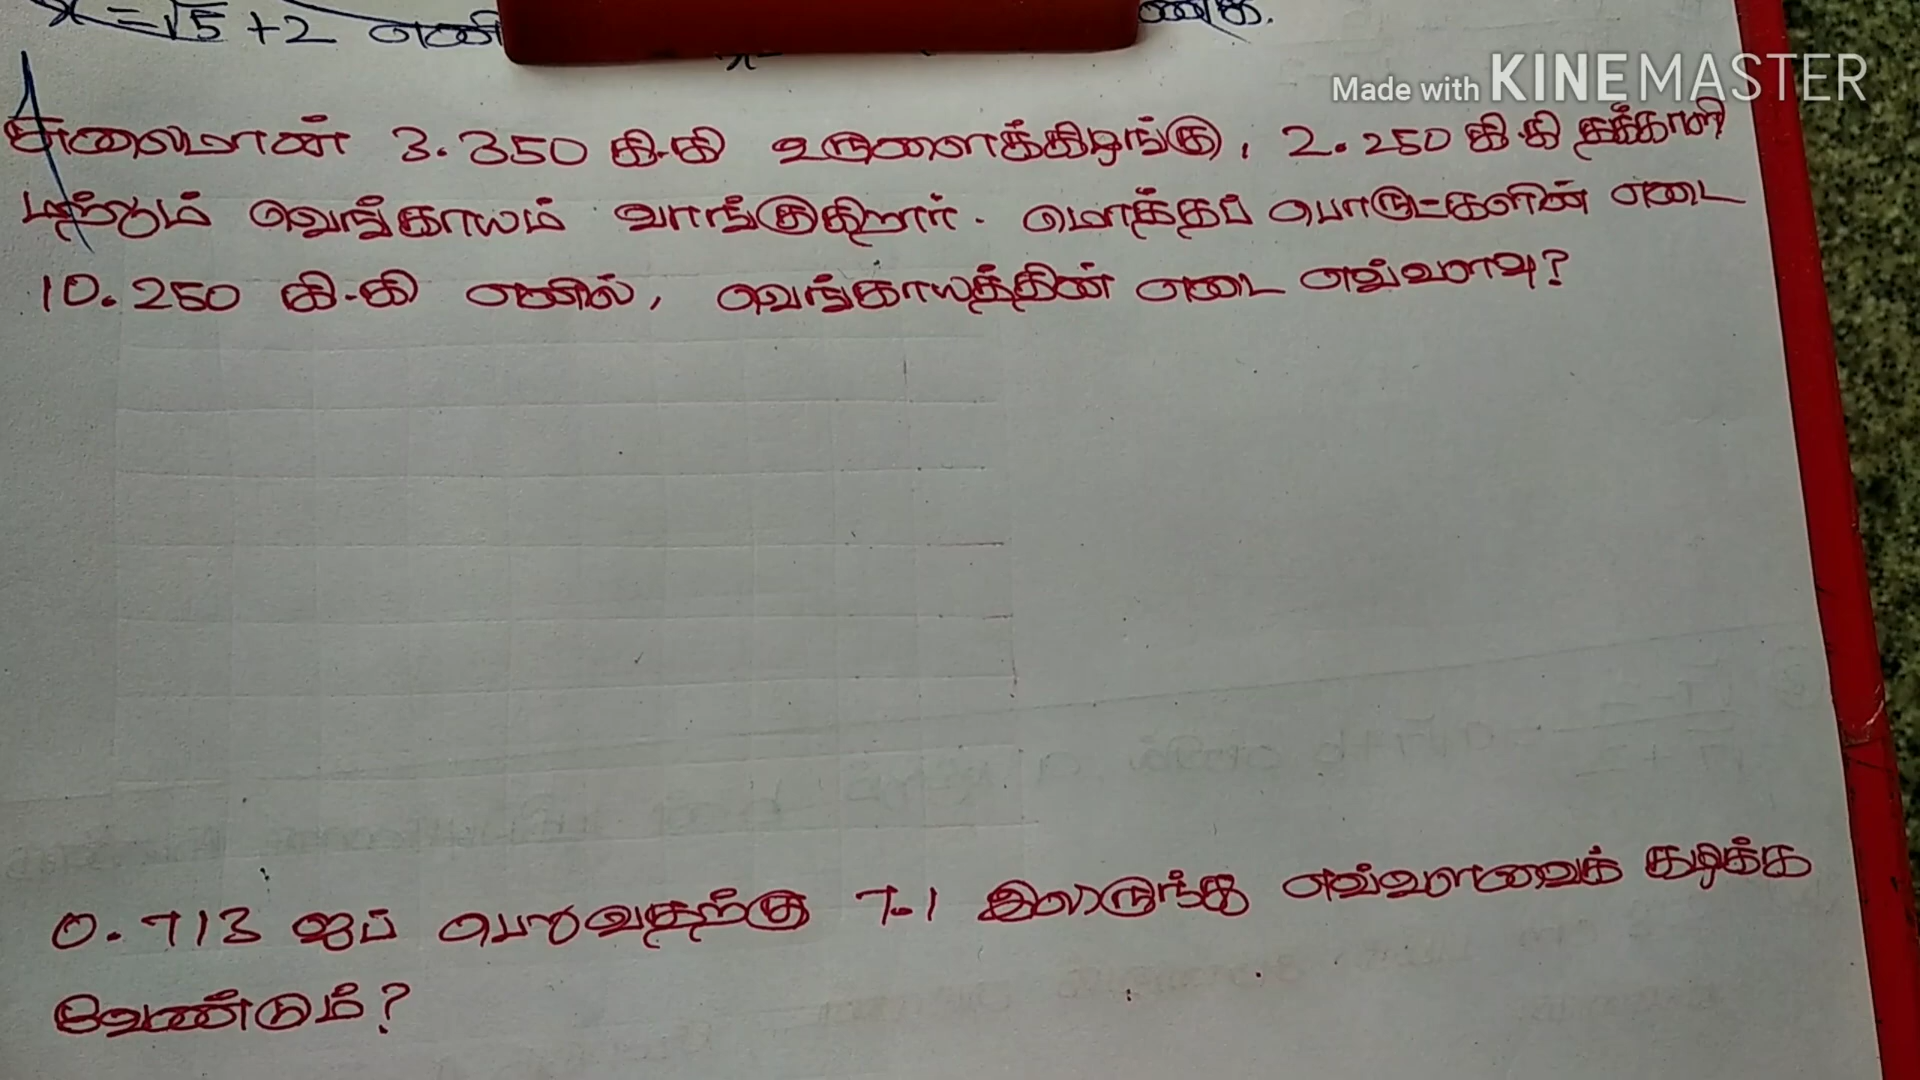 x = √5 + 2 எனி
Made with KINEMASTER
சுலைமான் 3.350 கி.கி உருளைக்கிழங்கு, 2.250 கி.கி தக்காளி
மற்றும் வெங்காயம் வாங்குகிறார். மொத்தப் பொருட்களின் எடை
10.250 கி.கி எனில், வெங்காயத்தின் எடை எவ்வளவு?
0.713 ஐப் பெறுவதற்கு 7.1 இலிருந்து எவ்வளவைக் கழிக்க
வேண்டும்?